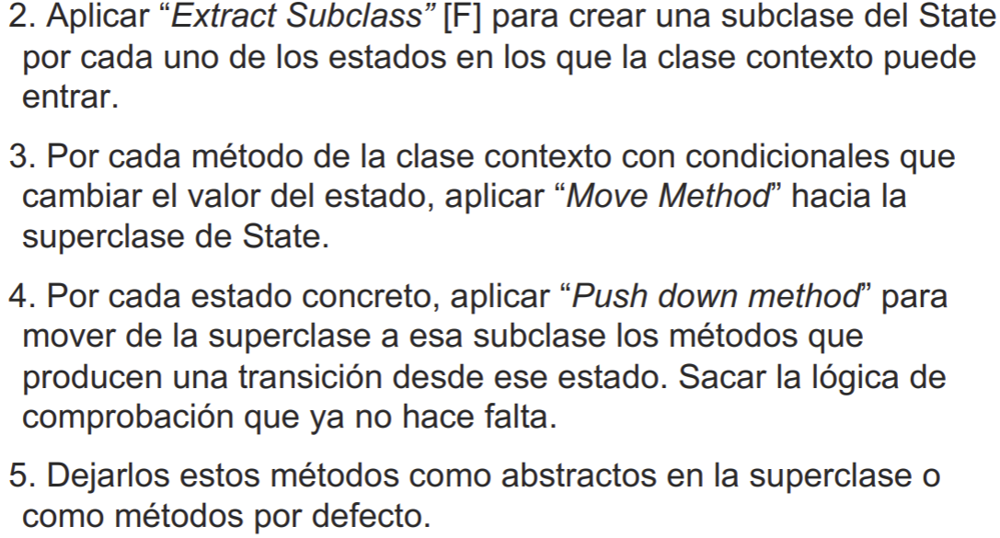 2. Aplicar “Extract Subclass” [F] para crear una subclase del State
por cada uno de los estados en los que la clase contexto puede
entrar.
3. Por cada método de la clase contexto con condicionales que
cambiar el valor del estado, aplicar “Move Method” hacia la
superclase de State.
4. Por cada estado concreto, aplicar “Push down method” para
mover de la superclase a esa subclase los métodos que
producen una transición desde ese estado. Sacar la lógica de
comprobación que ya no hace falta.
5. Dejarlos estos métodos como abstractos en la superclase o
como métodos por defecto.